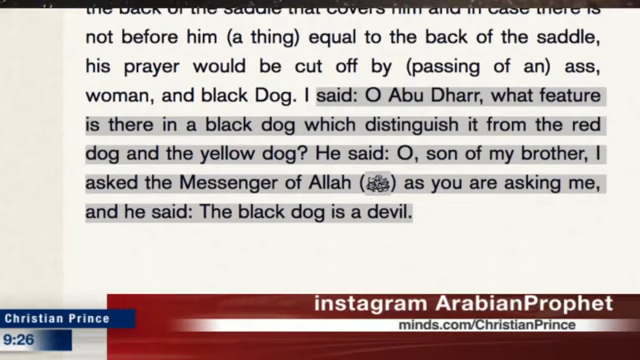 the back of the saddle that covers him and in case there is
not before him (a thing) equal to the back of the saddle,
his prayer would be cut off by (passing of an) ass,
woman, and black Dog. I said: O Abu Dharr, what feature
is there in a black dog which distinguish it from the red
dog and the yellow dog? He said: O, son of my brother, I
asked the Messenger of Allah (ﷺ) as you are asking me,
and he said: The black dog is a devil.
instagram ArabianProphet
Christian Prince
minds.com/ChristianPrince
9:26